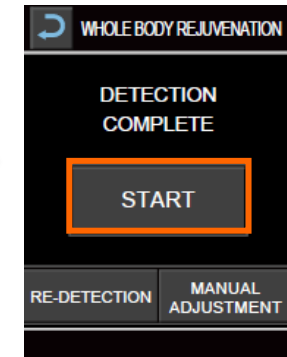 WHOLE BODY REJUVENATION
DETECTION
COMPLETE
START
RE-DETECTION
MANUAL
ADJUSTMENT